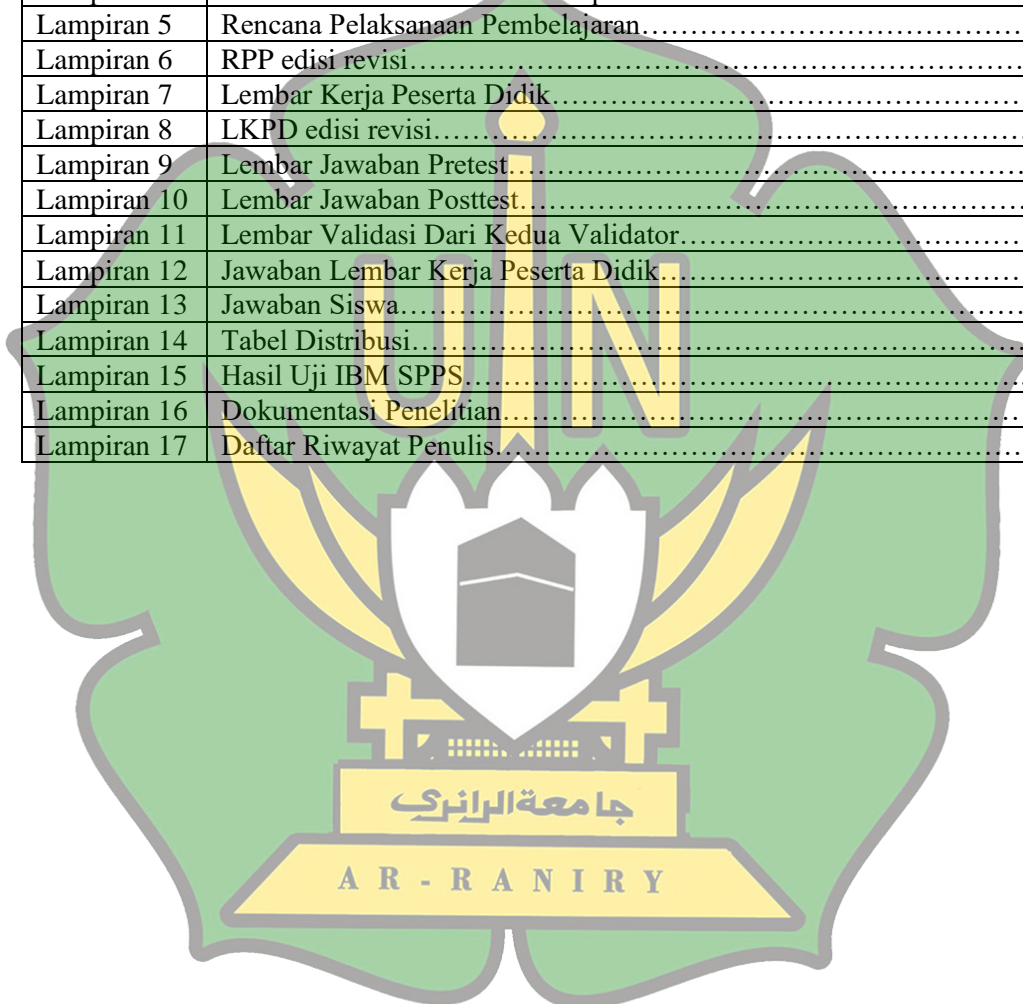 Lampiran 5 Rencana Pelaksanaan Pembelajaran
Lampiran 6 RPP edisi revisi
Lampiran 7 Lembar Kerja Peserta Didik
Lampiran 8 LKPD edisi revisi
Lampiran 9 Lembar Jawaban Pretest
Lampiran 10 Lembar Jawaban Posttest
Lampiran 11 Lembar Validasi Dari Kedua Validator
Lampiran 12 Jawaban Lembar Kerja Peserta Didik
Lampiran 13 Jawaban Siswa
Lampiran 14 Tabel Distribusi
Lampiran 15 Hasil Uji IBM SPPS
Lampiran 16 Dokumentasi Penelitian
Lampiran 17 Daftar Riwayat Penulis
UIN
جامعةالرانري
AR-RANIRY